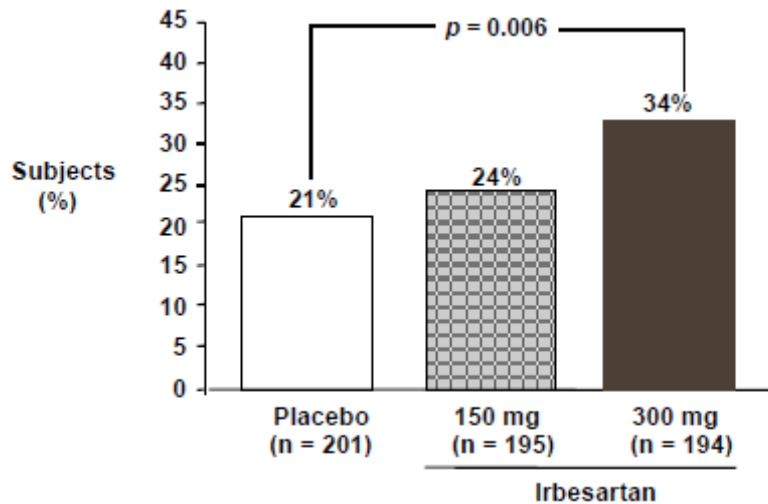 45
40
35
30
25
20
15
10
5
0
Subjects
(%)
p = 0.006
21%
24%
34%
Placebo
(n = 201)
150 mg
(n = 195)
300 mg
(n = 194)
Irbesartan